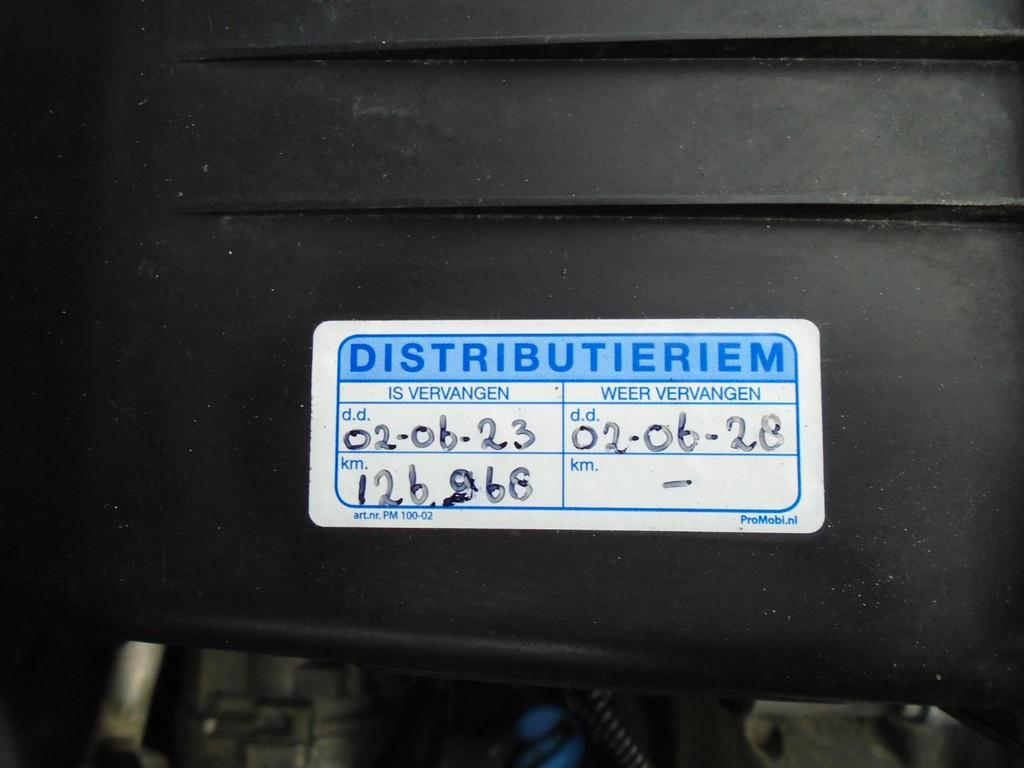 DISTRIBUTIERIEM
IS VERVANGEN WEER VERVANGEN
d.d. d.d.
02-06-23 02-06-28
km. km.
126.968 -
art.nr. PM 100-02 ProMobi.nl